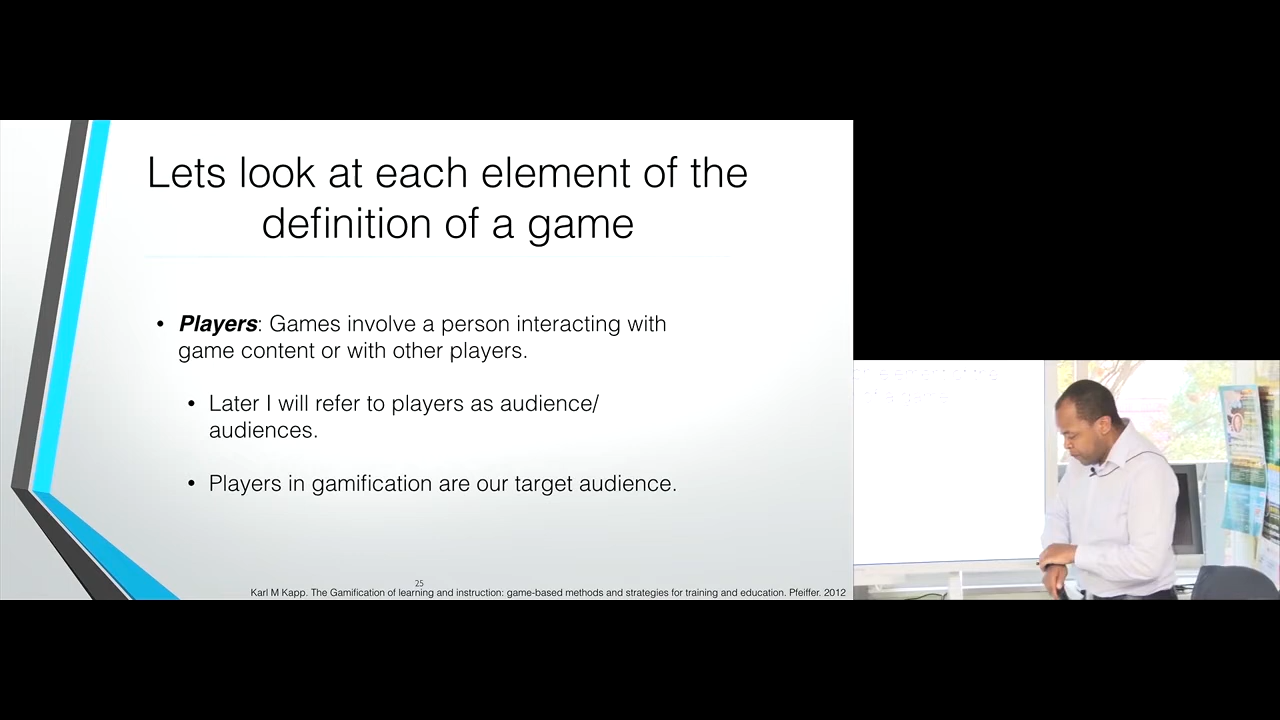 Lets look at each element of the
definition of a game
• Players: Games involve a person interacting with
game content or with other players.
• Later I will refer to players as audience/
audiences.
• Players in gamification are our target audience.
25
Karl M Kapp. The Gamification of learning and instruction: game-based methods and strategies for training and education. Pfeiffer. 2012